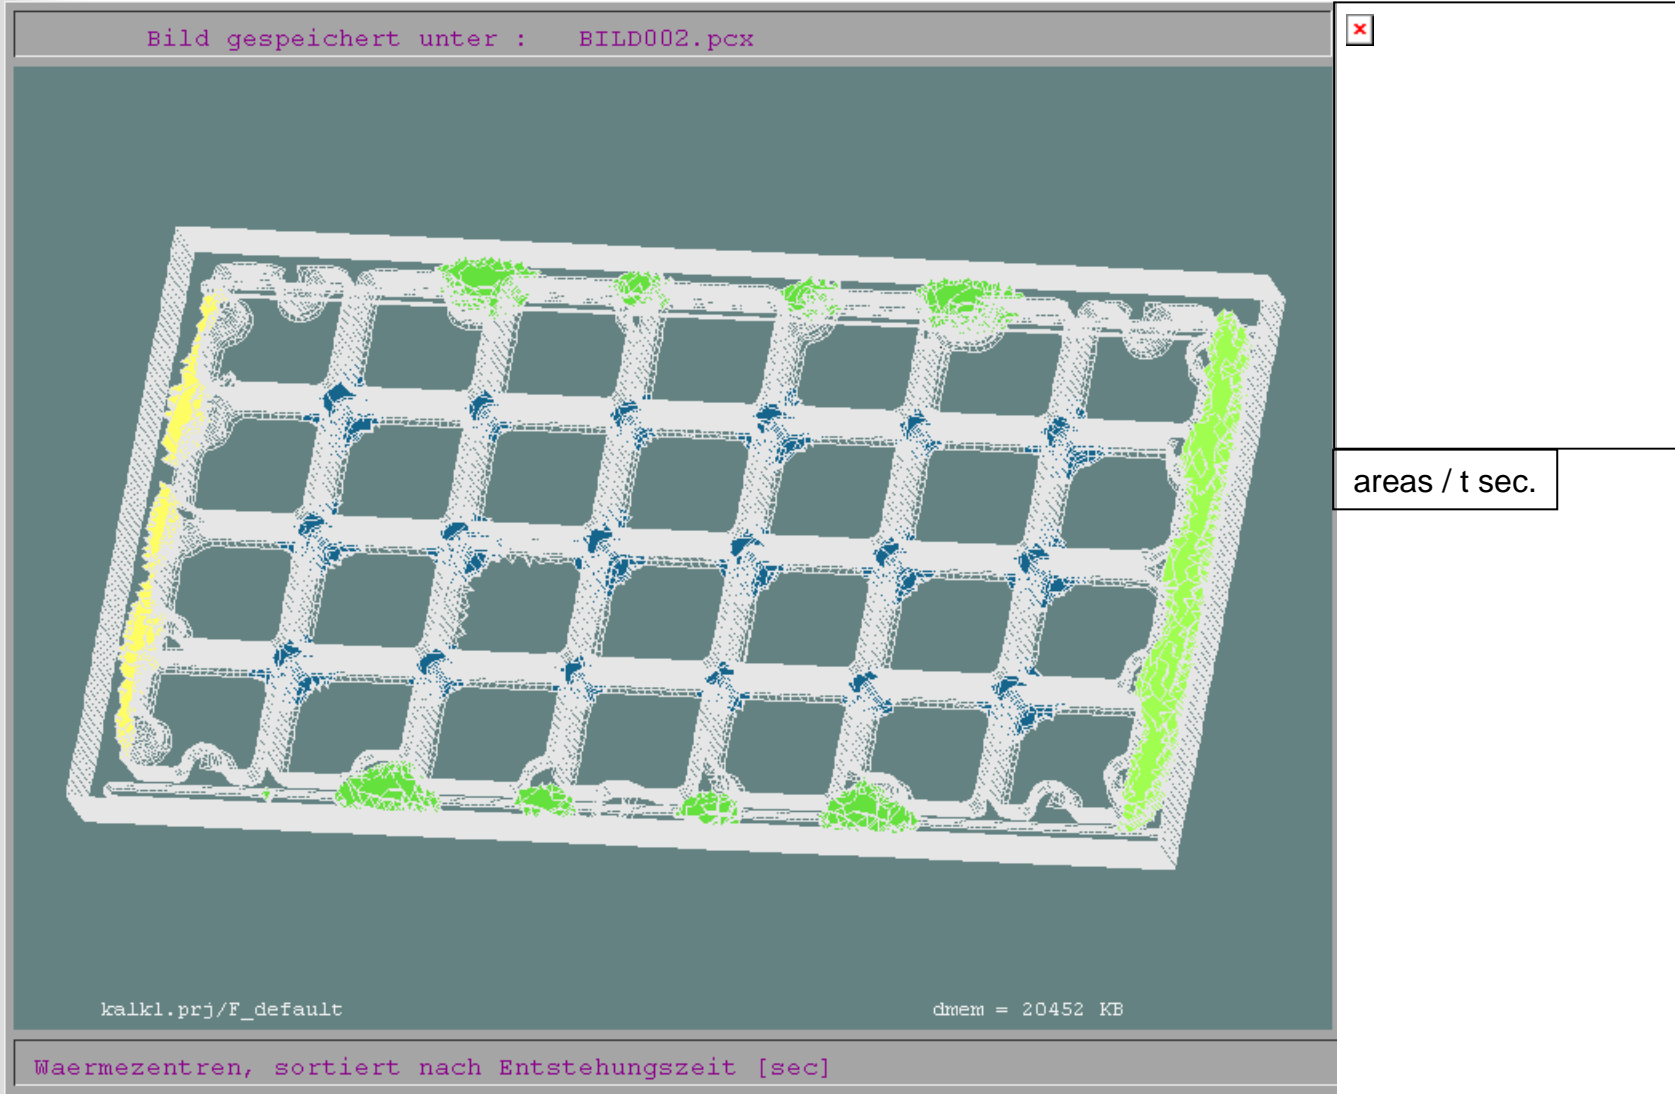 Bild gespeichert unter : BILD002.pcx
areas / t sec.
kalk1.prj/F_default
dmem = 20452 KB
Waermezentren, sortiert nach Entstehungszeit [sec]